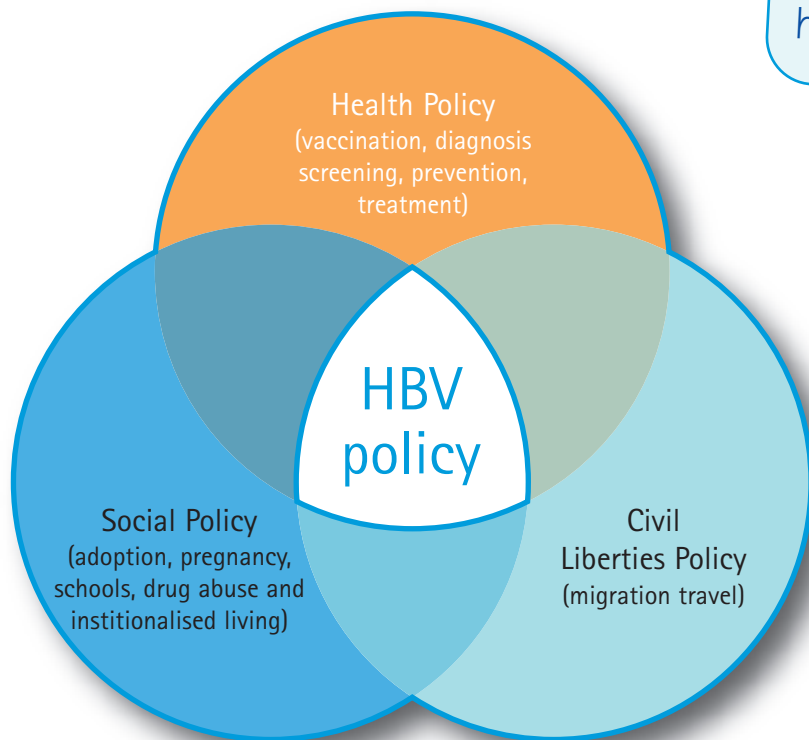 Health Policy
(vaccination, diagnosis
screening, prevention,
treatment)
HBV
policy
Social Policy
(adoption, pregnancy,
schools, drug abuse and
institionalised living)
Civil
Liberties Policy
(migration travel)